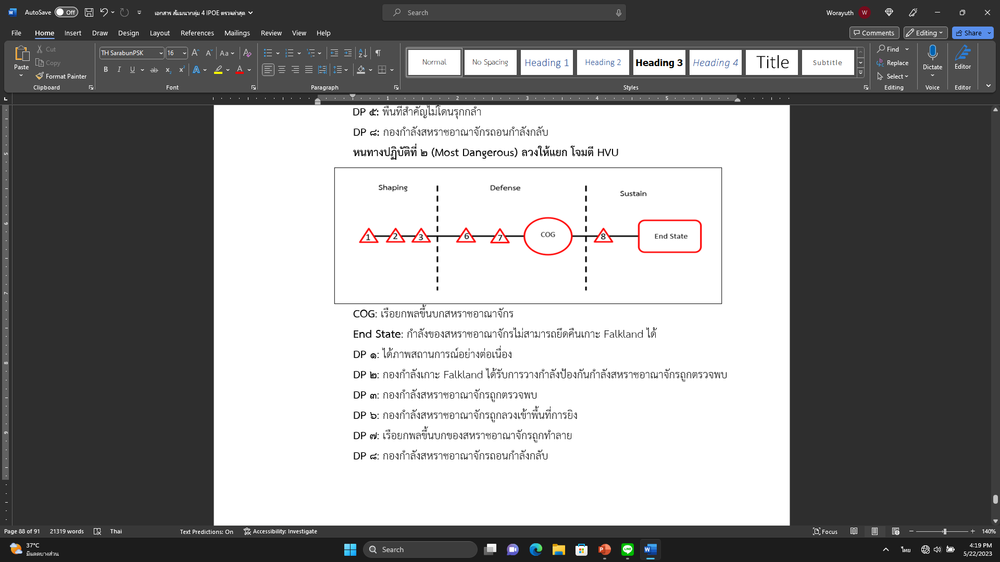 AutoSave Off เอกสาร สัมมนากลุ่ม 4 IPOE ตรวจล่าสุด Search Worayuth W
File Home Insert Draw Design Layout References Mailings Review View Help Comments Editing Share
Paste Cut Copy Format Painter Clipboard
TH SarabunPSK 16 Font
Paragraph
Normal No Spacing Heading 1 Heading 2 Heading 3 Heading 4 Title Subtitle Styles
Find Replace Select Editing
Dictate Voice
Editor Editor
1 2 3 4 5
5 6 7 8 9
DP ๕: พื้นที่สำคัญไม่โดนรุกกล้ำ
DP ๘: กองกำลังสหราชอาณาจักรถอนกำลังกลับ
หนทางปฏิบัติที่ ๒ (Most Dangerous) ลวงให้แยก โจมตี HVU
Shaping Defense Sustain
1 2 3 6 7 COG 8 End State
COG: เรือยกพลขึ้นบกสหราชอาณาจักร
End State: กำลังของสหราชอาณาจักรไม่สามารถยึดคืนเกาะ Falkland ได้
DP ๑: ได้ภาพสถานการณ์อย่างต่อเนื่อง
DP ๒: กองกำลังเกาะ Falkland ได้รับการวางกำลังป้องกันกำลังสหราชอาณาจักรถูกตรวจพบ
DP ๓: กองกำลังสหราชอาณาจักรถูกตรวจพบ
DP ๖: กองกำลังสหราชอาณาจักรถูกลวงเข้าพื้นที่การยิง
DP ๗: เรือยกพลขึ้นบกของสหราชอาณาจักรถูกทำลาย
DP ๘: กองกำลังสหราชอาณาจักรถอนกำลังกลับ
Page 88 of 91 21319 words Thai Text Predictions: On Accessibility: Investigate Focus 140%
37°C
มีแดดบางส่วน
Search
ไทย
4:19 PM
5/22/2023